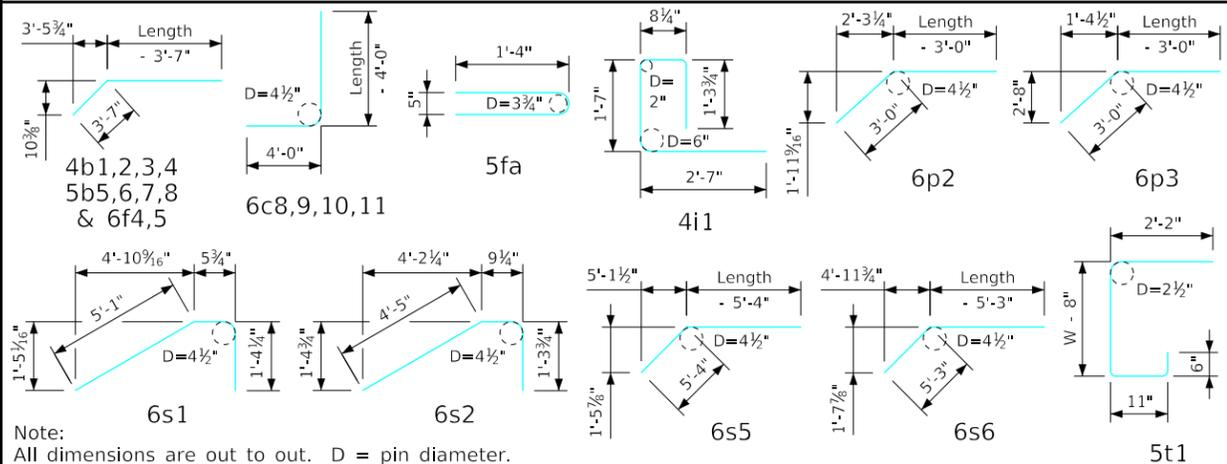 3'-5¾"
Length
- 3'-7"
10⅜"
3'-7"
4b1,2,3,4
5b5,6,7,8
& 6f4,5
D=4½"
Length
- 4'-0"
4'-0"
6c8,9,10,11
1'-4"
5"
D=3¾"
5fa
8¼"
D=
2"
1'-7"
1'-3¾"
D=6"
2'-7"
4i1
2'-3¼"
Length
- 3'-0"
D=4½"
3'-0"
1'-11⁹⁄₁₆"
6p2
1'-4½"
Length
- 3'-0"
2'-8"
D=4½"
3'-0"
6p3
4'-10⁹⁄₁₆"
5¾"
5'-1"
1'-5¹⁄₁₆"
D=4½"
1'-4¼"
6s1
4'-2¼"
9¼"
4'-5"
1'-4¾"
D=4½"
1'-3¾"
6s2
5'-1½"
Length
- 5'-4"
D=4½"
5'-4"
1'-5⅞"
6s5
4'-11¾"
Length
- 5'-3"
D=4½"
5'-3"
1'-7⅞"
6s6
2'-2"
D=2½"
W - 8"
6"
11"
5t1
Note:
All dimensions are out to out. D = pin diameter.